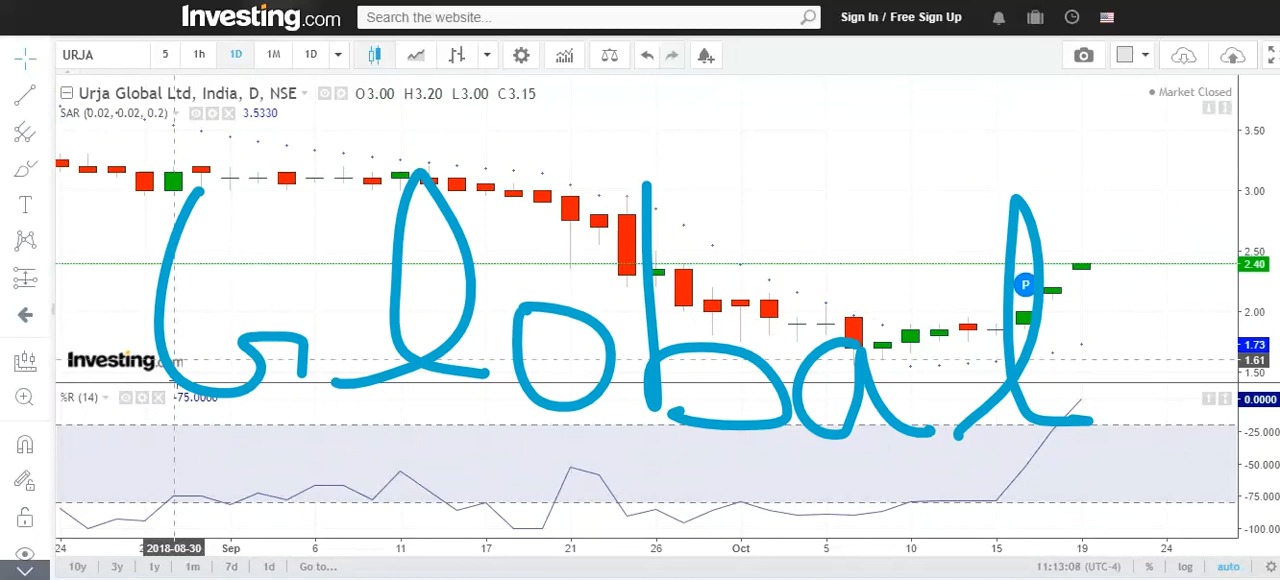 Investing.com Search the website... Sign In / Free Sign Up
URJA 5 1h 1D 1M 1D
Urja Global Ltd, India, D, NSE O3.00 H3.20 L3.00 C3.15 Market Closed
SAR (0.02, 0.02, 0.2) 3.5330
3.50
3.00
2.50
2.40
2.00
P
Global
1.73
Investing.com 1.61
1.50
%R (14) -75.0000 0.0000
-25.0000
-50.0000
-75.0000
-100.0000
24 2018-08-30 Sep 6 11 17 21 26 Oct 5 10 15 19 24
10y 3y 1y 1m 7d 1d Go to... 11:13:08 (UTC-4) % log auto